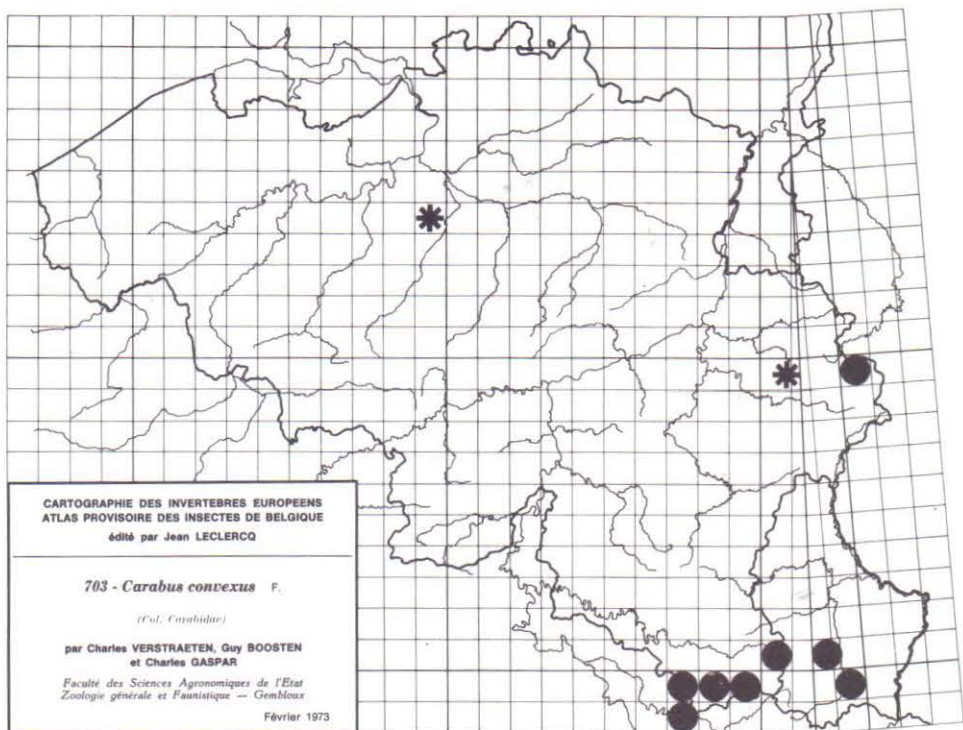 CARTOGRAPHIE DES INVERTEBRES EUROPEENS
ATLAS PROVISOIRE DES INSECTES DE BELGIQUE
édité par Jean LECLERCQ
703 - Carabus convexus F.
(Col. Carabidae)
par Charles VERSTRAETEN, Guy BOOSTEN
et Charles GASPAR
Faculté des Sciences Agronomiques de l'Etat
Zoologie générale et Faunistique — Gembloux
Février 1973